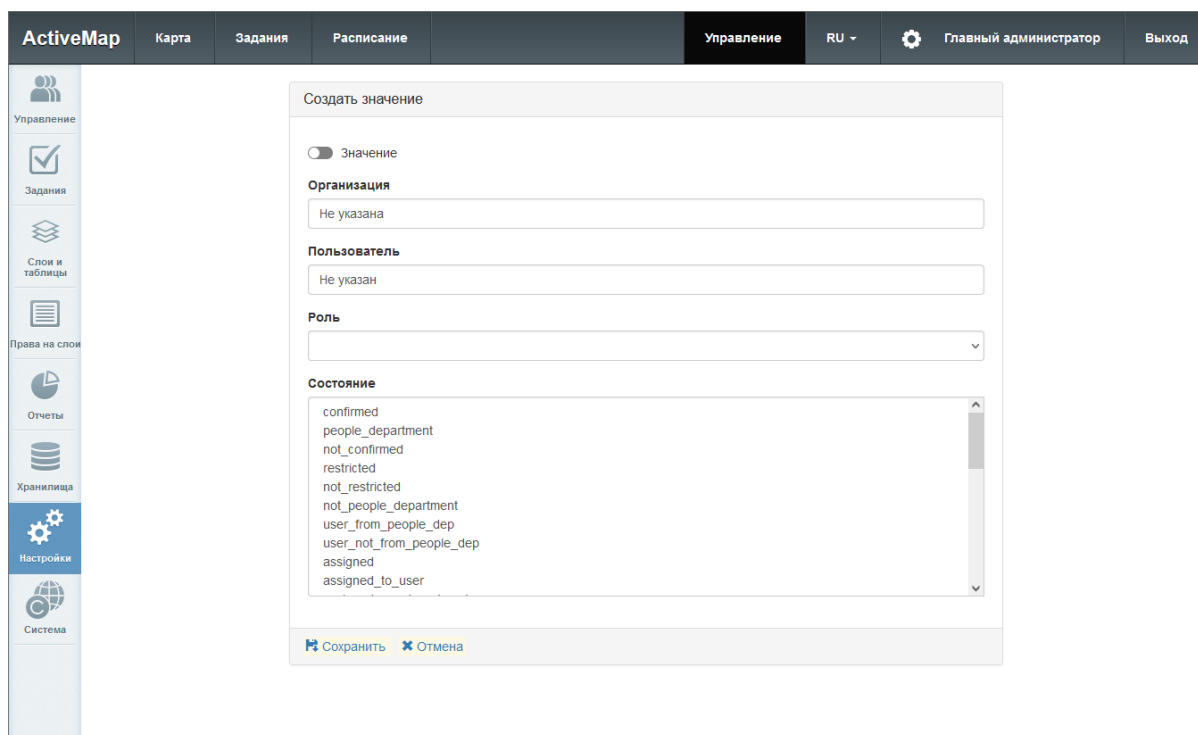 ActiveMap Карта Задания Расписание Управление RU Главный администратор Выход
Управление
Задания
Слои и
таблицы
Права на слои
Отчеты
Хранилища
Настройки
Система
Создать значение
Значение
Организация
Не указана
Пользователь
Не указан
Роль
Состояние
confirmed
people_department
not_confirmed
restricted
not_restricted
not_people_department
user_from_people_dep
user_not_from_people_dep
assigned
assigned_to_user
Сохранить Отмена